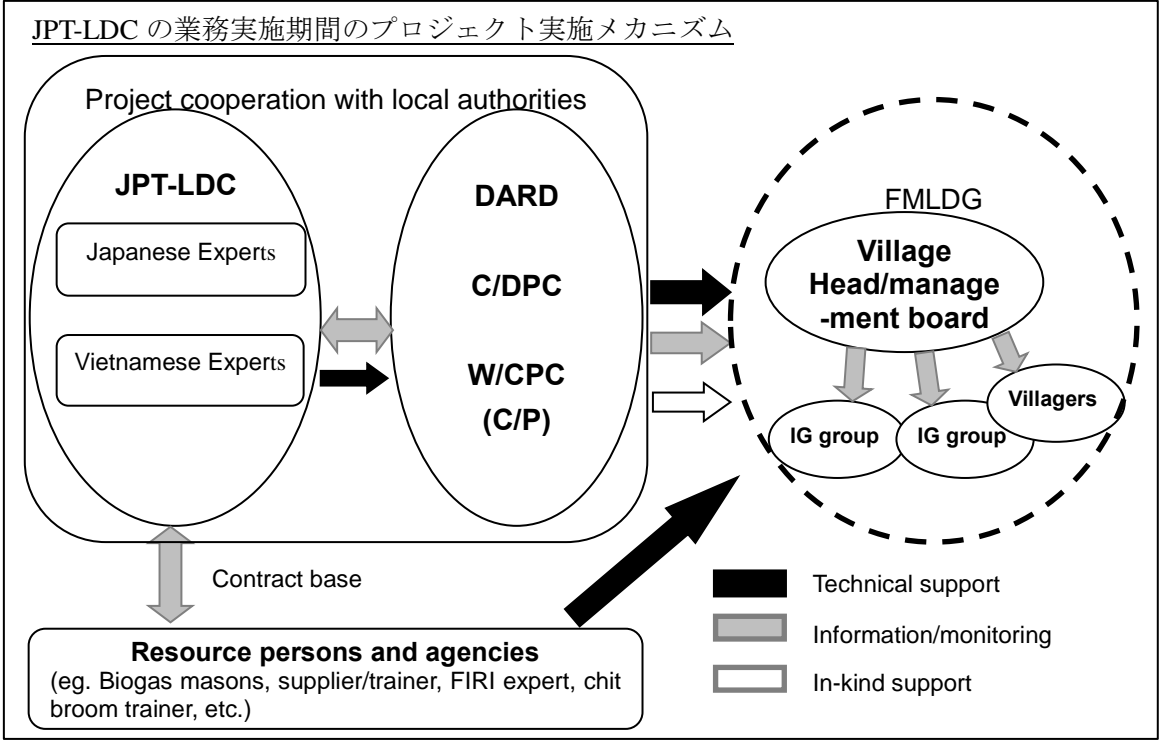 JPT-LDC の業務実施期間のプロジェクト実施メカニズム
Project cooperation with local authorities
JPT-LDC
Japanese Experts
Vietnamese Experts
DARD
C/DPC
W/CPC
(C/P)
FMLDG
Village
Head/manage
-ment board
IG group
IG group
Villagers
Contract base
Resource persons and agencies
(eg. Biogas masons, supplier/trainer, FIRI expert, chit
broom trainer, etc.)
Technical support
Information/monitoring
In-kind support